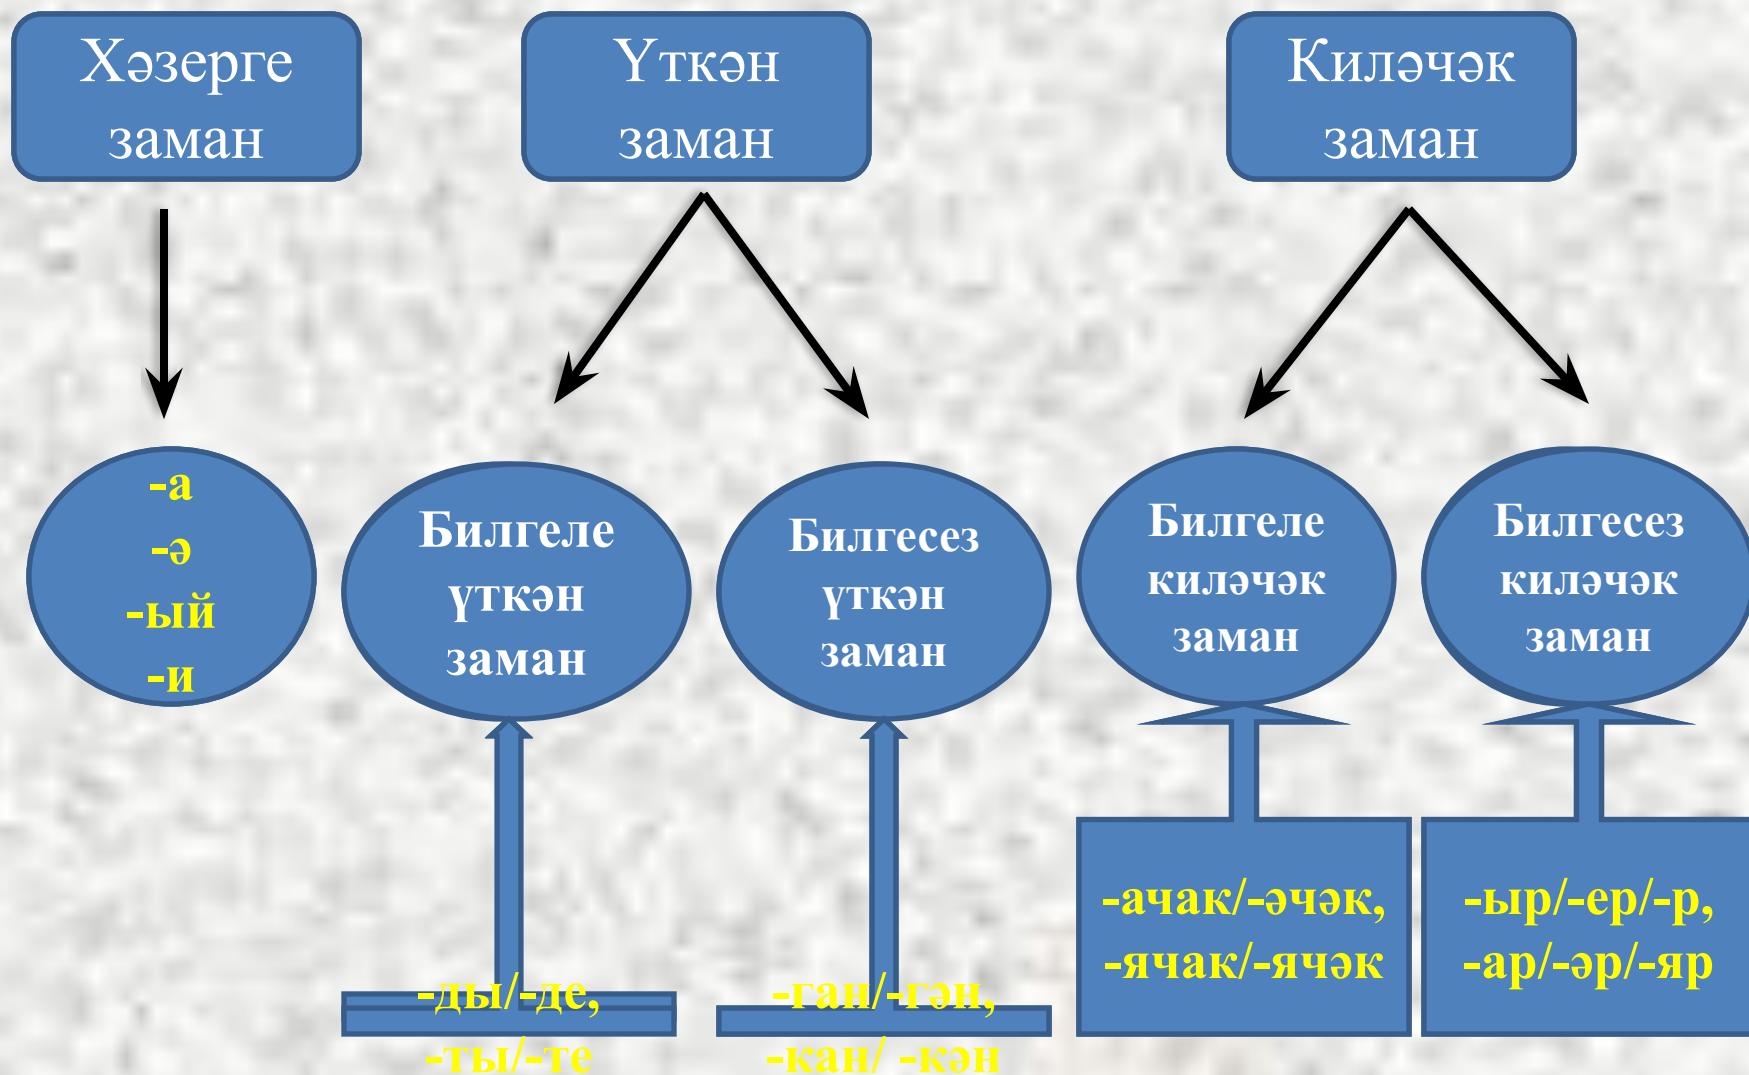 Хәзерге
заман
Үткән
заман
Киләчәк
заман
-а
-ә
-ый
-и
Билгеле
үткән
заман
Билгесез
үткән
заман
Билгеле
киләчәк
заман
Билгесез
киләчәк
заман
-ды/-де,
-ты/-те
-ган/-гән,
-кан/ -кән
-ачак/-әчәк,
-ячак/-ячәк
-ыр/-ер/-р,
-ар/-әр/-яр